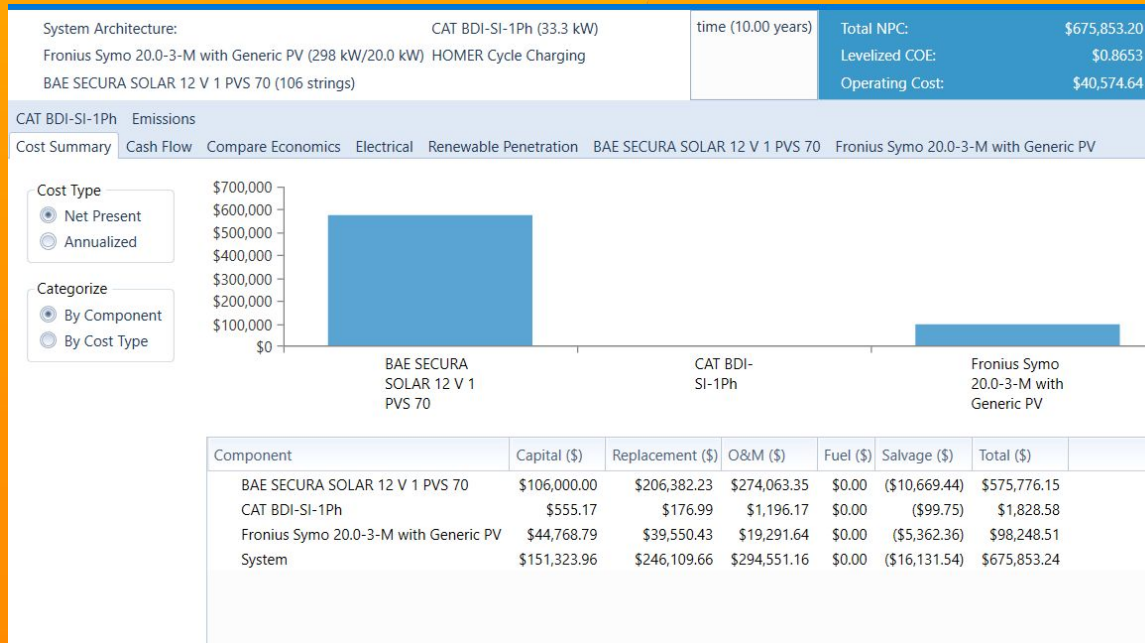 System Architecture: CAT BDI-SI-1Ph (33.3 kW) time (10.00 years) Total NPC: $675,853.20
Fronius Symo 20.0-3-M with Generic PV (298 kW/20.0 kW) HOMER Cycle Charging Levelized COE: $0.8653
BAE SECURA SOLAR 12 V 1 PVS 70 (106 strings) Operating Cost: $40,574.64
CAT BDI-SI-1Ph Emissions
Cost Summary Cash Flow Compare Economics Electrical Renewable Penetration BAE SECURA SOLAR 12 V 1 PVS 70 Fronius Symo 20.0-3-M with Generic PV
Cost Type
Net Present
Annualized
Categorize
By Component
By Cost Type
$700,000
$600,000
$500,000
$400,000
$300,000
$200,000
$100,000
$0
BAE SECURA
SOLAR 12 V 1
PVS 70
CAT BDI-
SI-1Ph
Fronius Symo
20.0-3-M with
Generic PV
Component Capital ($) Replacement ($) O&M ($) Fuel ($) Salvage ($) Total ($)
BAE SECURA SOLAR 12 V 1 PVS 70 $106,000.00 $206,382.23 $274,063.35 $0.00 ($10,669.44) $575,776.15
CAT BDI-SI-1Ph $555.17 $176.99 $1,196.17 $0.00 ($99.75) $1,828.58
Fronius Symo 20.0-3-M with Generic PV $44,768.79 $39,550.43 $19,291.64 $0.00 ($5,362.36) $98,248.51
System $151,323.96 $246,109.66 $294,551.16 $0.00 ($16,131.54) $675,853.24